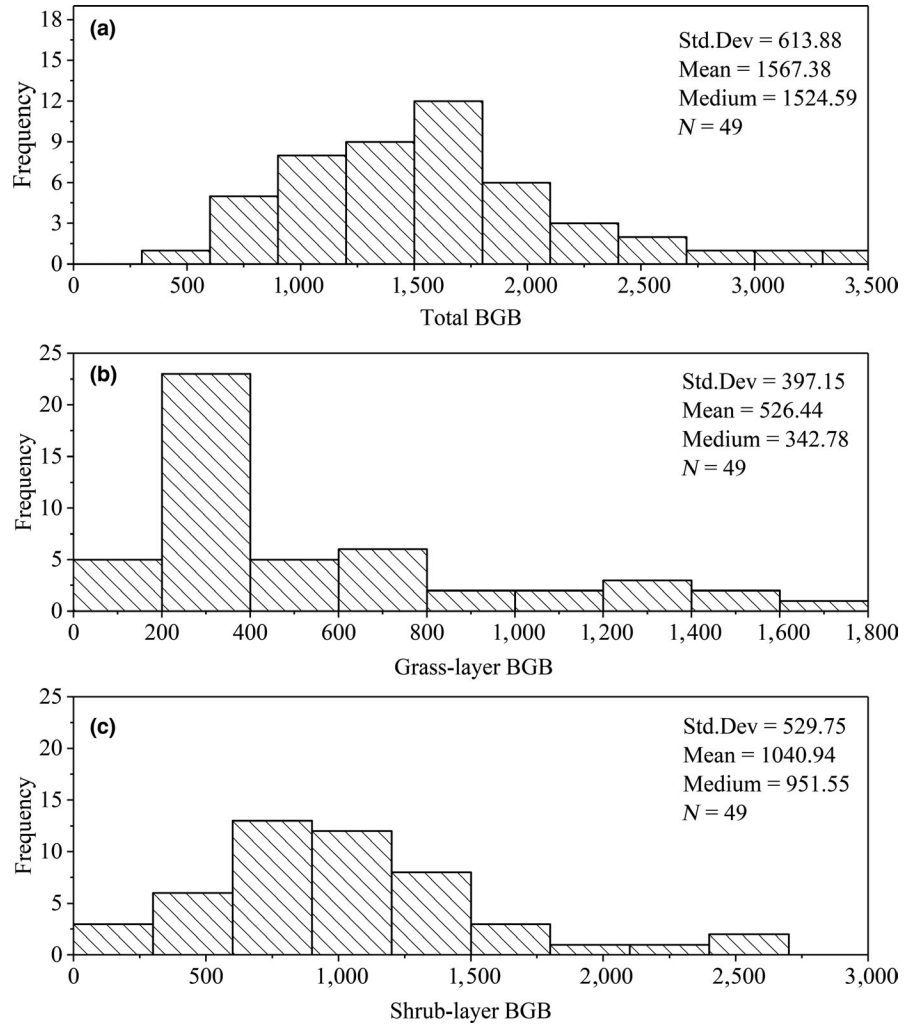 (a)
Std.Dev = 613.88
Mean = 1567.38
Medium = 1524.59
N = 49
Frequency
18
15
12
9
6
3
0
0 500 1,000 1,500 2,000 2,500 3,000 3,500
Total BGB
(b)
Std.Dev = 397.15
Mean = 526.44
Medium = 342.78
N = 49
Frequency
25
20
15
10
5
0
0 200 400 600 800 1,000 1,200 1,400 1,600 1,800
Grass-layer BGB
(c)
Std.Dev = 529.75
Mean = 1040.94
Medium = 951.55
N = 49
Frequency
25
20
15
10
5
0
0 500 1,000 1,500 2,000 2,500 3,000
Shrub-layer BGB